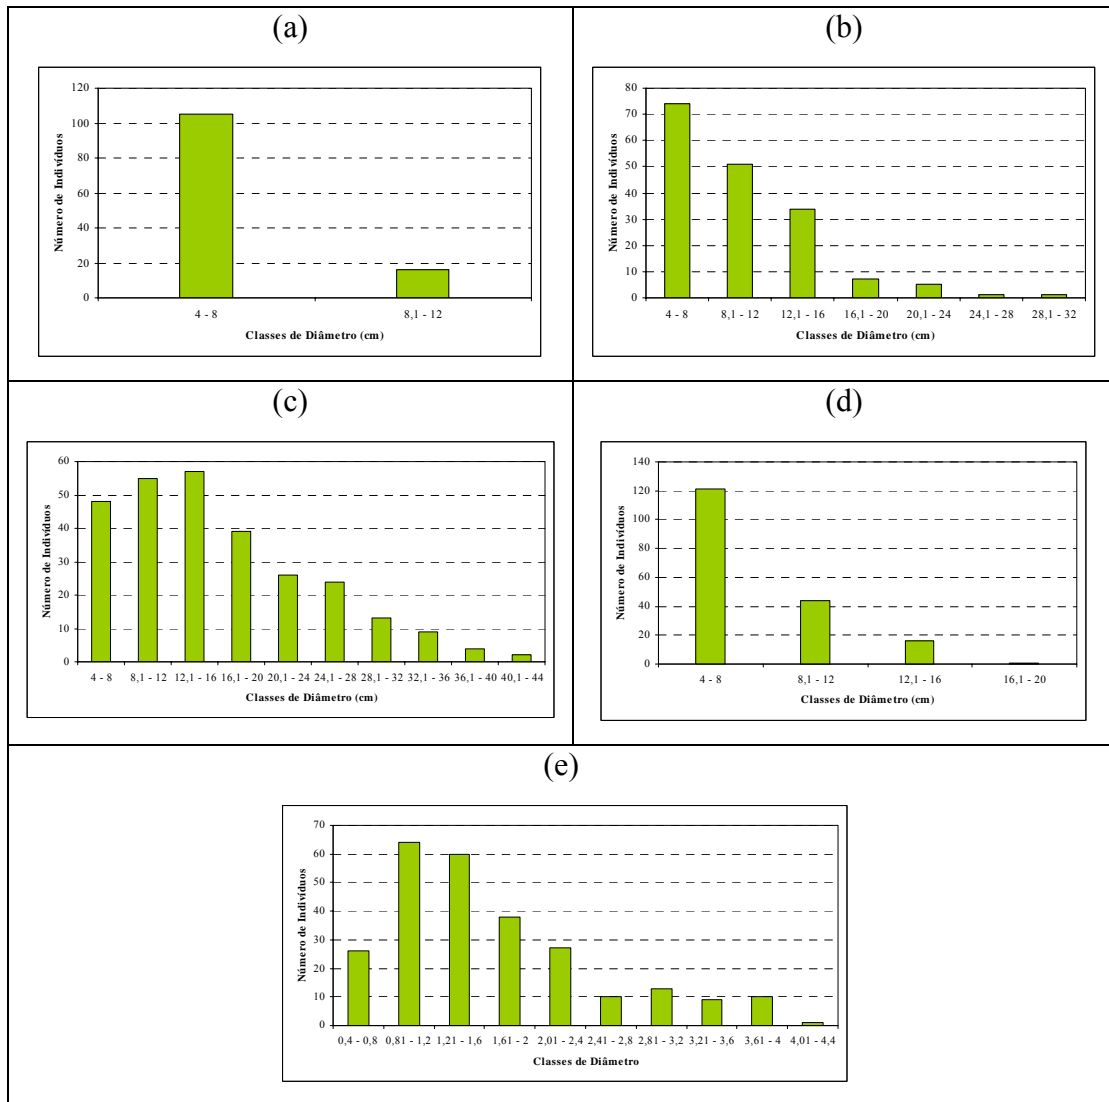 (a)
120
100
80
60
40
20
0
4 - 8
8,1 - 12
Classes de Diâmetro (cm)
Número de Indivíduos
(b)
80
70
60
50
40
30
20
10
0
4 - 8 8,1 - 12 12,1 - 16 16,1 - 20 20,1 - 24 24,1 - 28 28,1 - 32
Classes de Diâmetro (cm)
Número de Indivíduos
(c)
60
50
40
30
20
10
0
4 - 8 8,1 - 12 12,1 - 16 16,1 - 20 20,1 - 24 24,1 - 28 28,1 - 32 32,1 - 36 36,1 - 40 40,1 - 44
Classes de Diâmetro (cm)
Número de Indivíduos
(d)
140
120
100
80
60
40
20
0
4 - 8 8,1 - 12 12,1 - 16 16,1 - 20
Classes de Diâmetro (cm)
Número de Indivíduos
(e)
70
60
50
40
30
20
10
0
0,4 - 0,8 0,81 - 1,2 1,21 - 1,6 1,61 - 2 2,01 - 2,4 2,41 - 2,8 2,81 - 3,2 3,21 - 3,6 3,61 - 4 4,01 - 4,4
Classes de Diâmetro
Número de Indivíduos